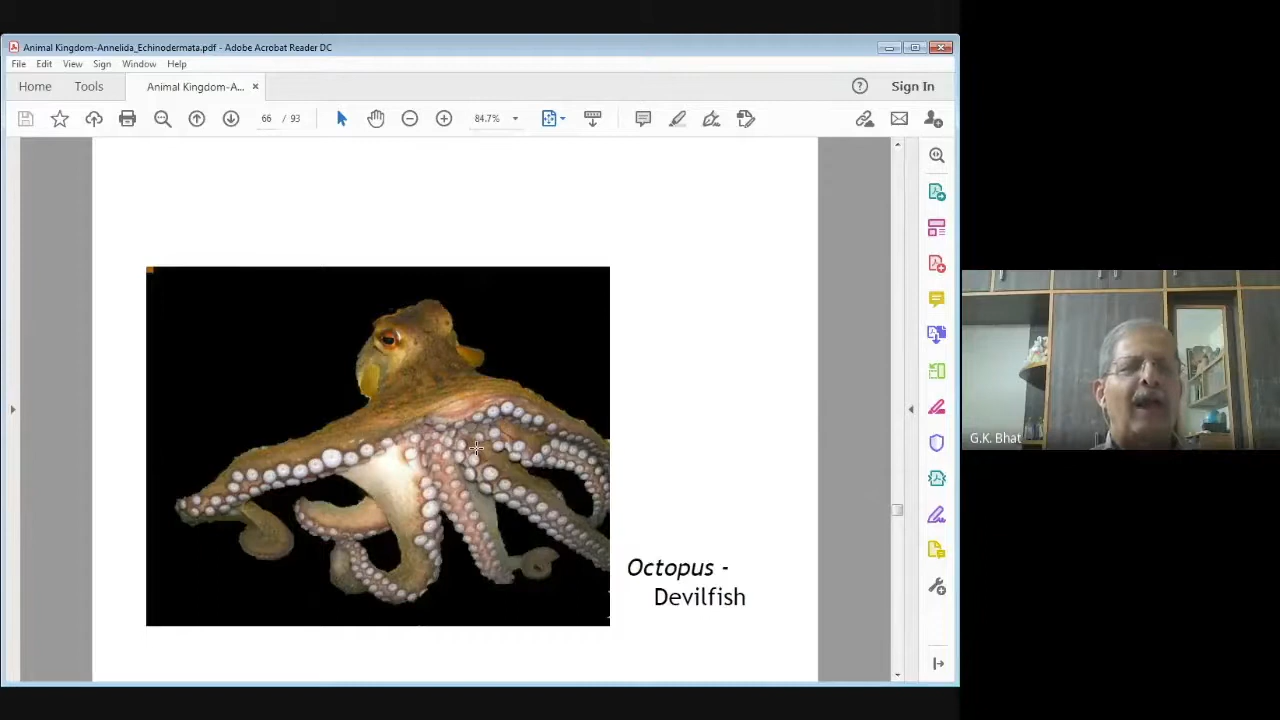 Animal Kingdom-Annelida_Echinodermata.pdf - Adobe Acrobat Reader DC
File Edit View Sign Window Help
Home Tools Animal Kingdom-A... × Sign In
66 / 93 84.7%
Octopus -
Devilfish
G.K. Bhat